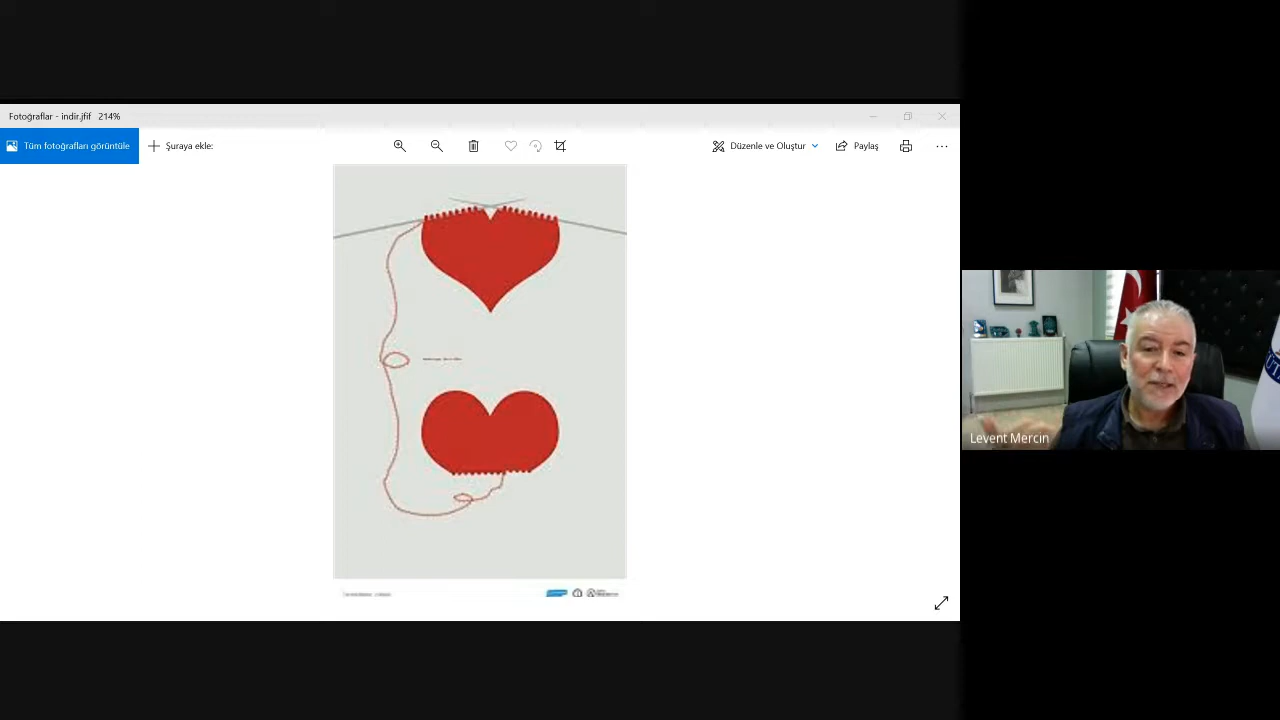 Fotoğraflar - indir.jfif 214%
Tüm fotoğrafları görüntüle
Şuraya ekle:
Düzenle ve Oluştur
Paylaş
Levent Mercin